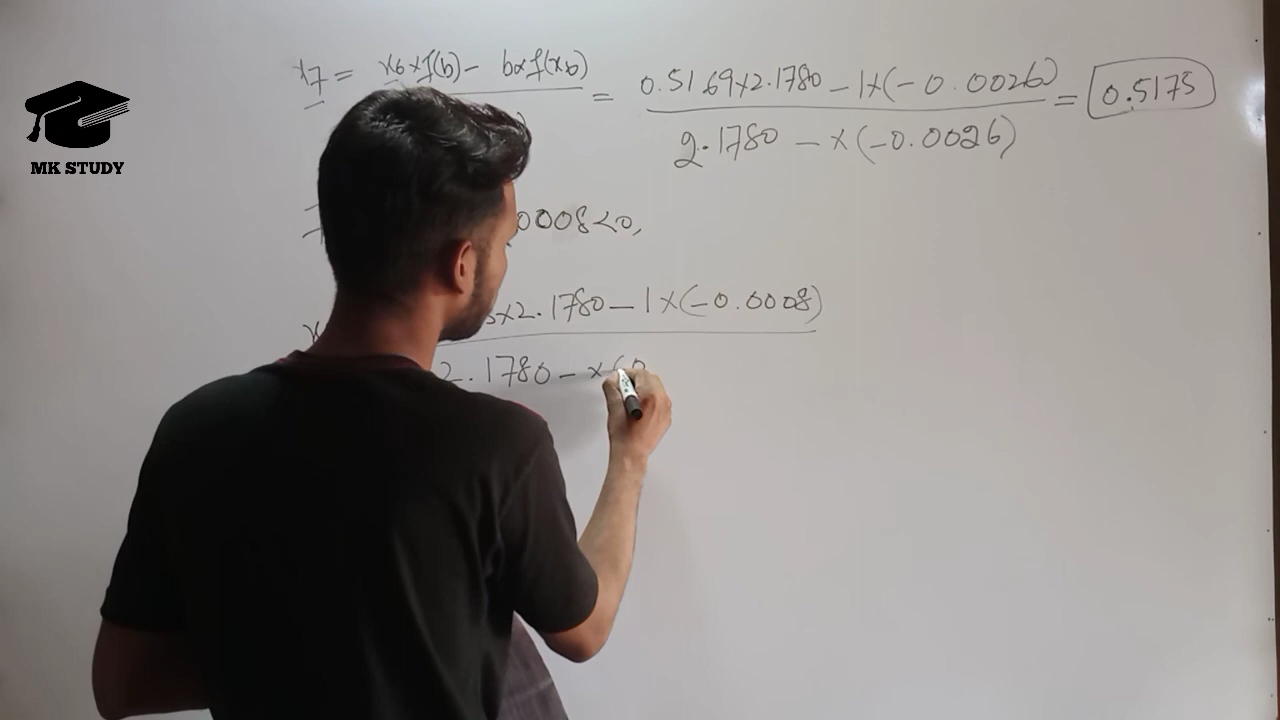 x7 = x6 x f(b) - b x f(x6) = 0.5169 x 2.1780 - 1 x (-0.0026) = 0.5175
2.1780 - x (-0.0026)
MK STUDY
0008 < 0,
x 2.1780 - 1 x (-0.0008)
2.1780 - x (